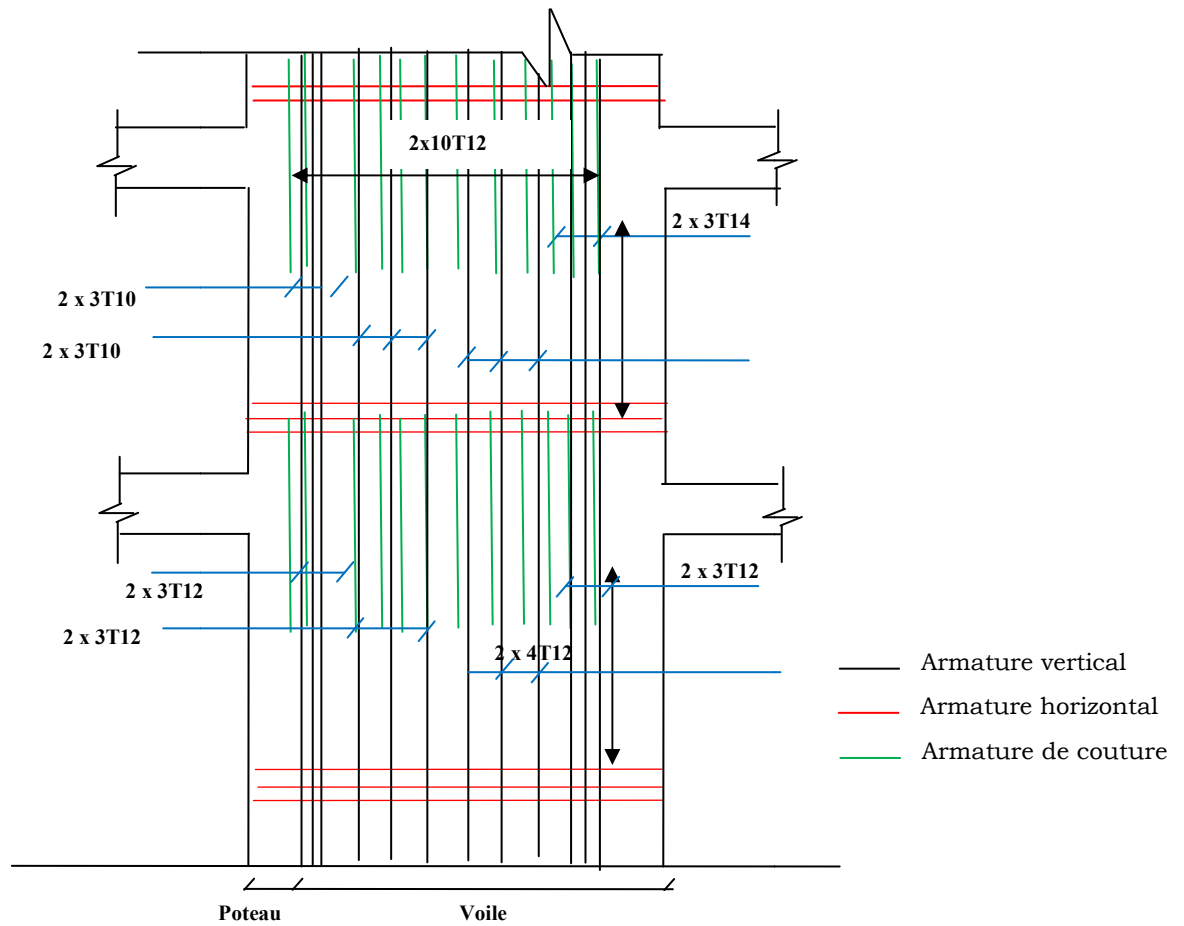 2x10T12
2 x 3T14
2 x 3T10
2 x 3T10
2 x 3T12
2 x 3T12
2 x 3T12
2 x 4T12
Armature vertical
Armature horizontal
Armature de couture
Poteau
Voile